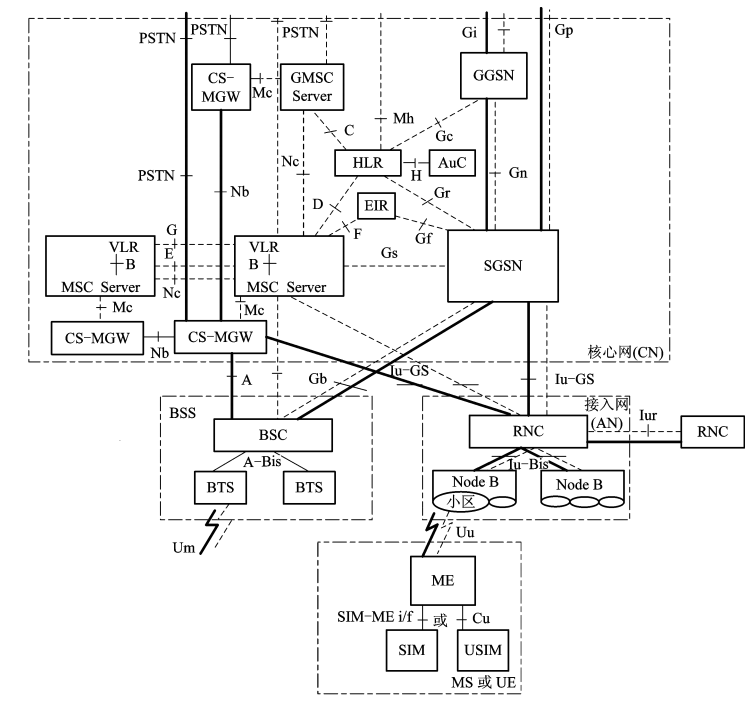 PSTN
PSTN
PSTN
Gi
Gp
CS-
MGW
Mc
GMSC
Server
GGSN
Mh
C
Gc
Nc
HLR
H
AuC
PSTN
Nb
Gn
D
EIR
Gr
F
Gf
G
E
Nc
VLR
B
MSC Server
VLR
B
MSC Server
Gs
SGSN
Mc
Mc
CS-MGW
Nb
CS-MGW
核心网(CN)
A
Gb
Iu-GS
Iu-GS
BSS
接入网
(AN)
BSC
RNC
Iur
RNC
A-Bis
Iu-Bis
BTS
BTS
Node B
小区
Node B
Um
Uu
ME
SIM-ME i/f
或
Cu
SIM
USIM
MS 或 UE